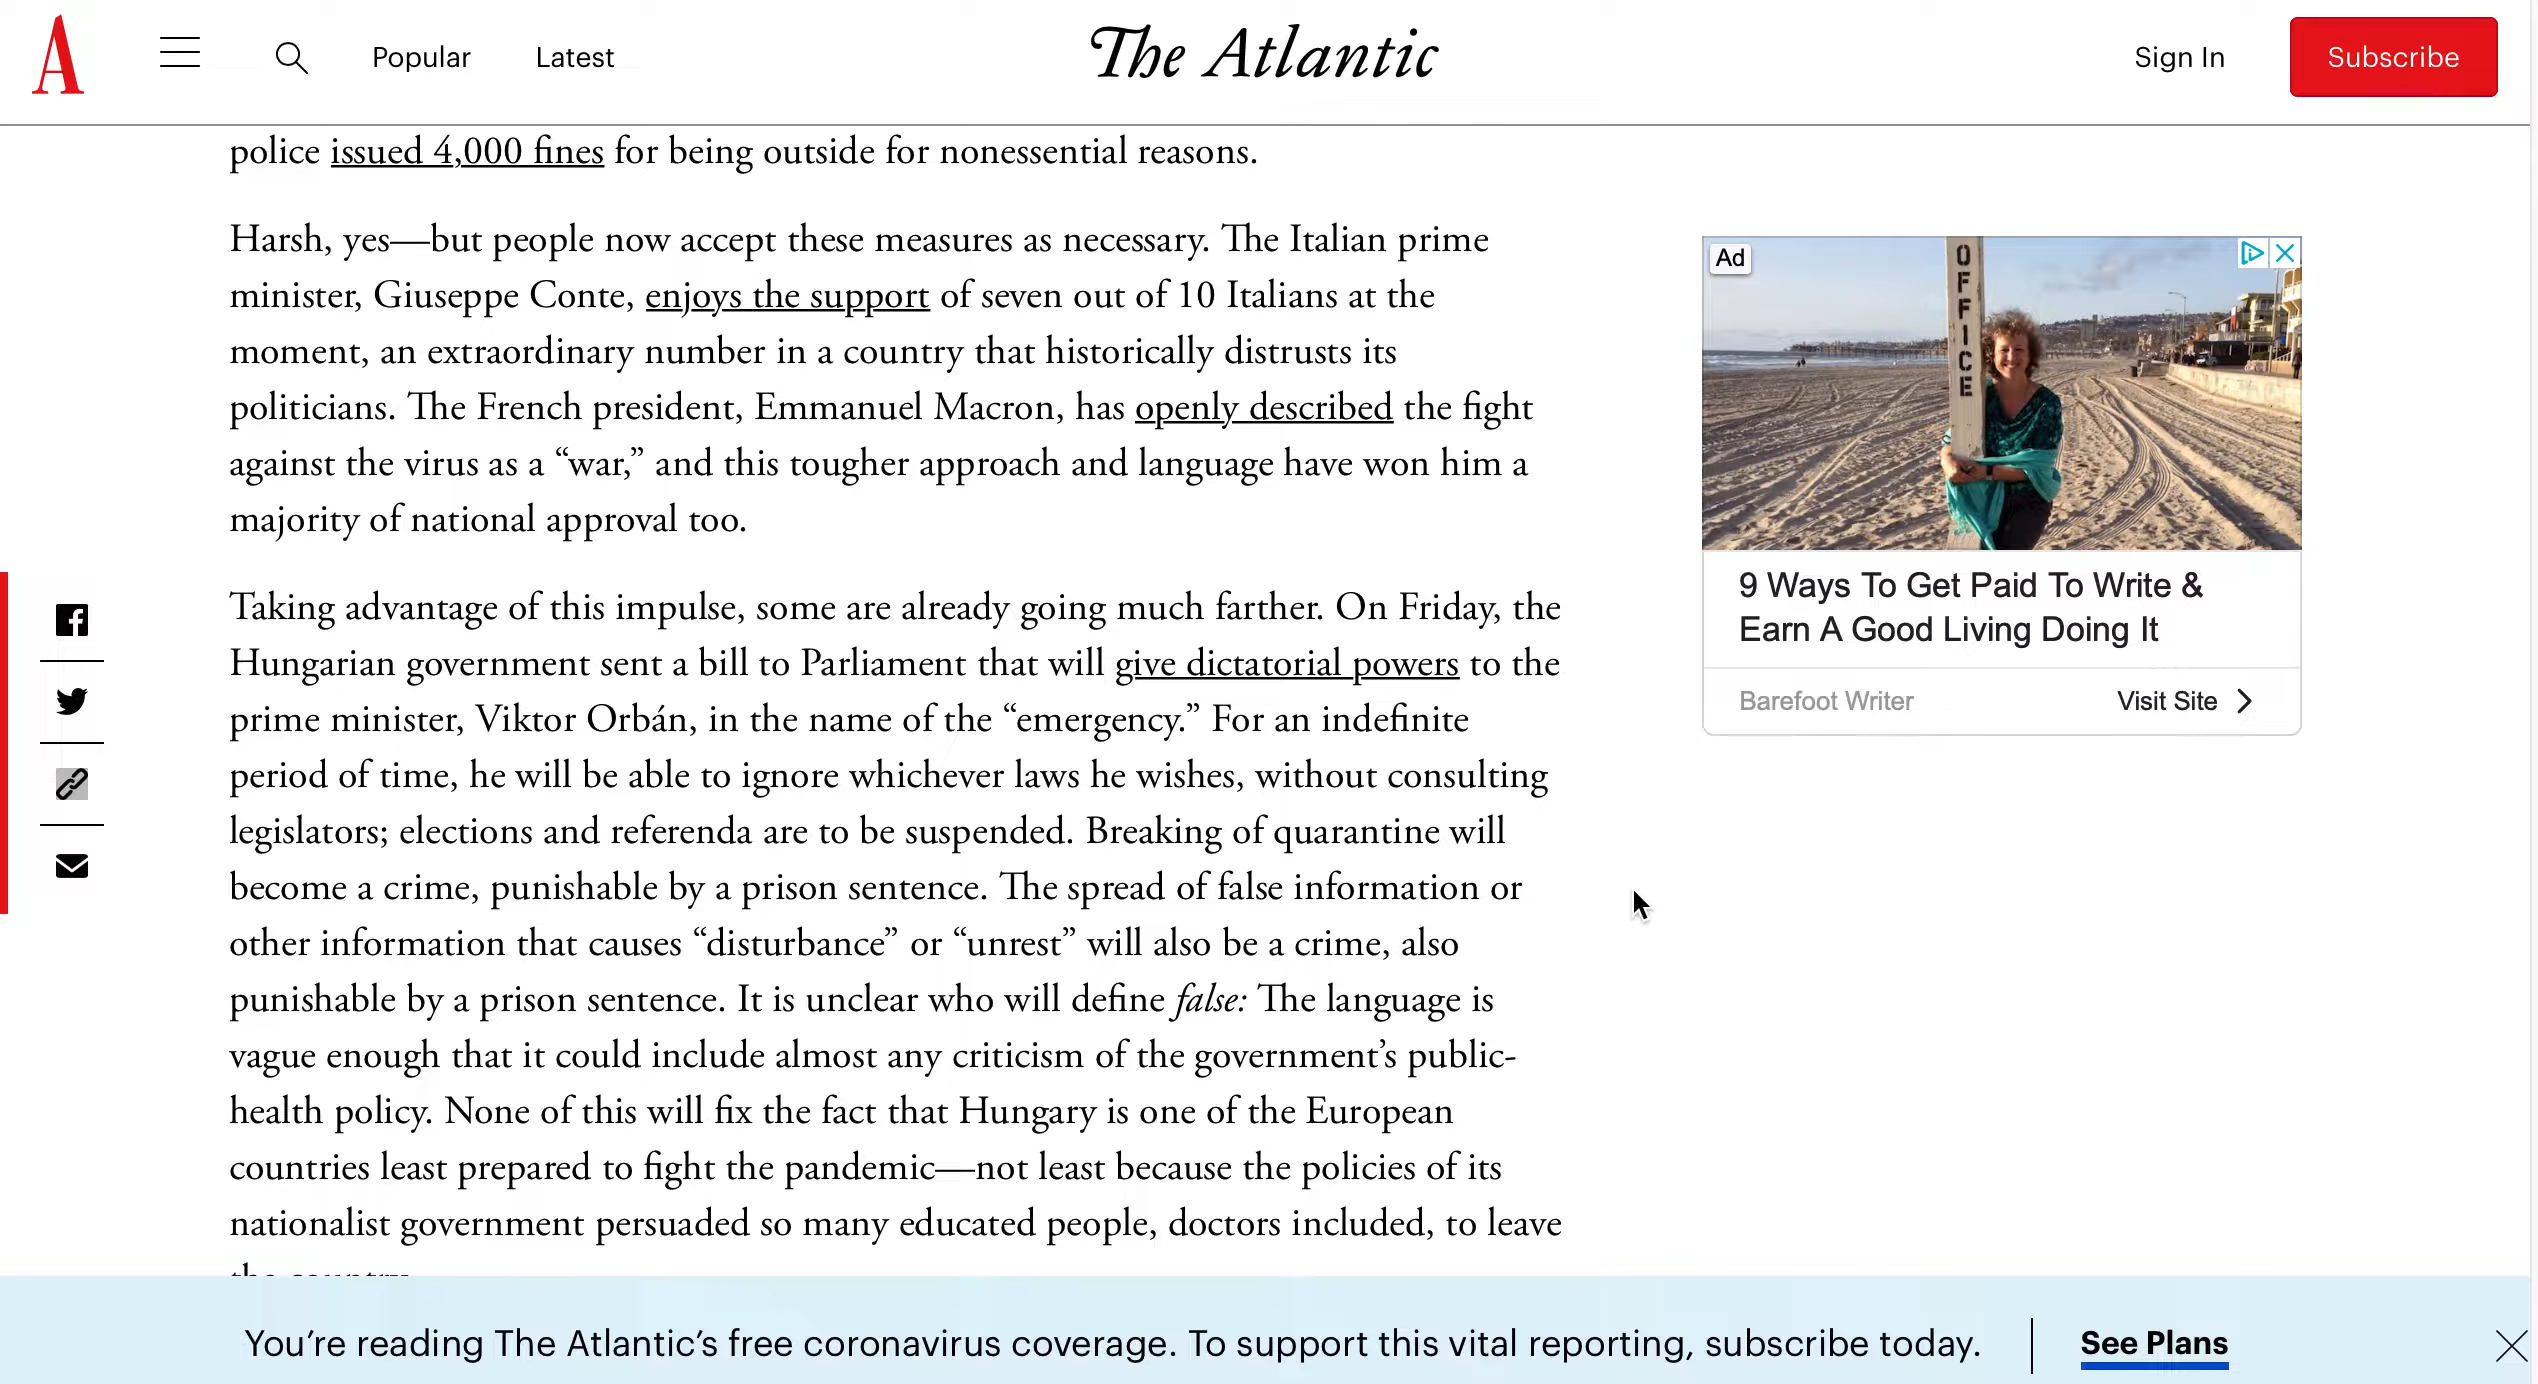 A
Popular
Latest
The Atlantic
Sign In
Subscribe
police issued 4,000 fines for being outside for nonessential reasons.
Harsh, yes—but people now accept these measures as necessary. The Italian prime
minister, Giuseppe Conte, enjoys the support of seven out of 10 Italians at the
moment, an extraordinary number in a country that historically distrusts its
politicians. The French president, Emmanuel Macron, has openly described the fight
against the virus as a “war,” and this tougher approach and language have won him a
majority of national approval too.
Taking advantage of this impulse, some are already going much farther. On Friday, the
Hungarian government sent a bill to Parliament that will give dictatorial powers to the
prime minister, Viktor Orbán, in the name of the “emergency.” For an indefinite
period of time, he will be able to ignore whichever laws he wishes, without consulting
legislators; elections and referenda are to be suspended. Breaking of quarantine will
become a crime, punishable by a prison sentence. The spread of false information or
other information that causes “disturbance” or “unrest” will also be a crime, also
punishable by a prison sentence. It is unclear who will define false: The language is
vague enough that it could include almost any criticism of the government’s public-
health policy. None of this will fix the fact that Hungary is one of the European
countries least prepared to fight the pandemic—not least because the policies of its
nationalist government persuaded so many educated people, doctors included, to leave
the country.
Ad
OFFICE
9 Ways To Get Paid To Write &
Earn A Good Living Doing It
Barefoot Writer
Visit Site
You’re reading The Atlantic’s free coronavirus coverage. To support this vital reporting, subscribe today.
See Plans